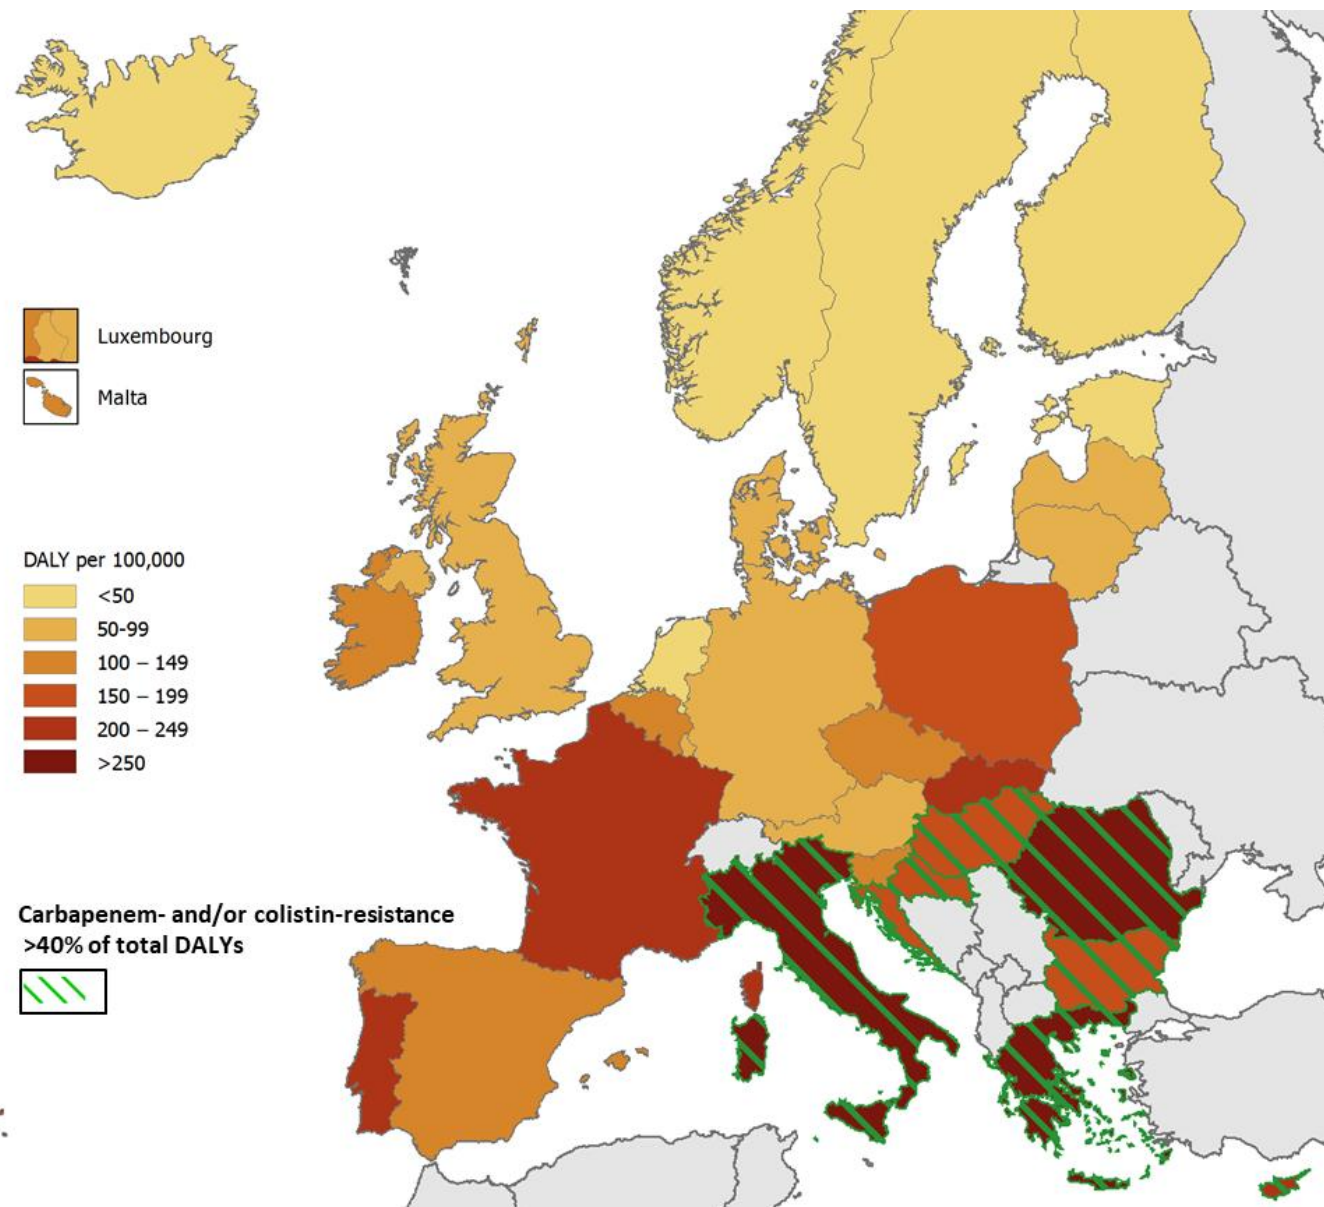 Luxembourg
Malta
DALY per 100,000
<50
50-99
100 – 149
150 – 199
200 – 249
>250
Carbapenem- and/or colistin-resistance
>40% of total DALYs